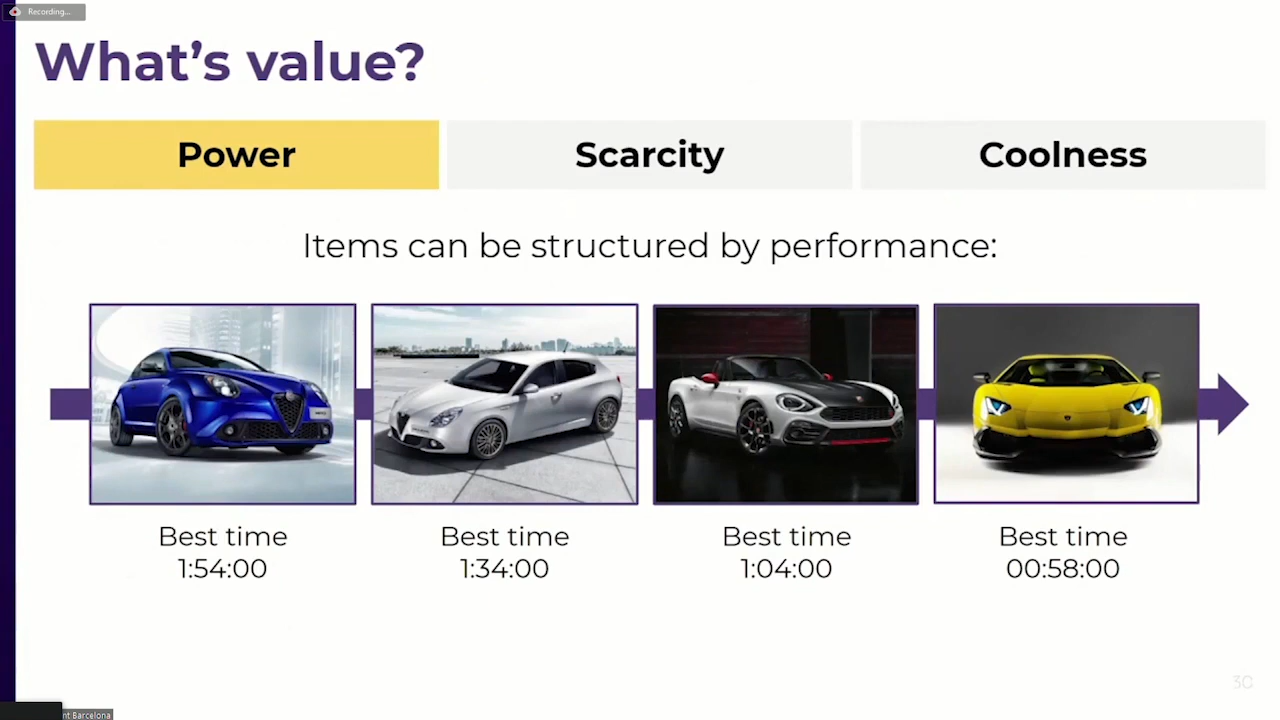 Recording...
What's value?
Power
Scarcity
Coolness
Items can be structured by performance:
Best time
1:54:00
Best time
1:34:00
Best time
1:04:00
Best time
00:58:00
30
Barcelona